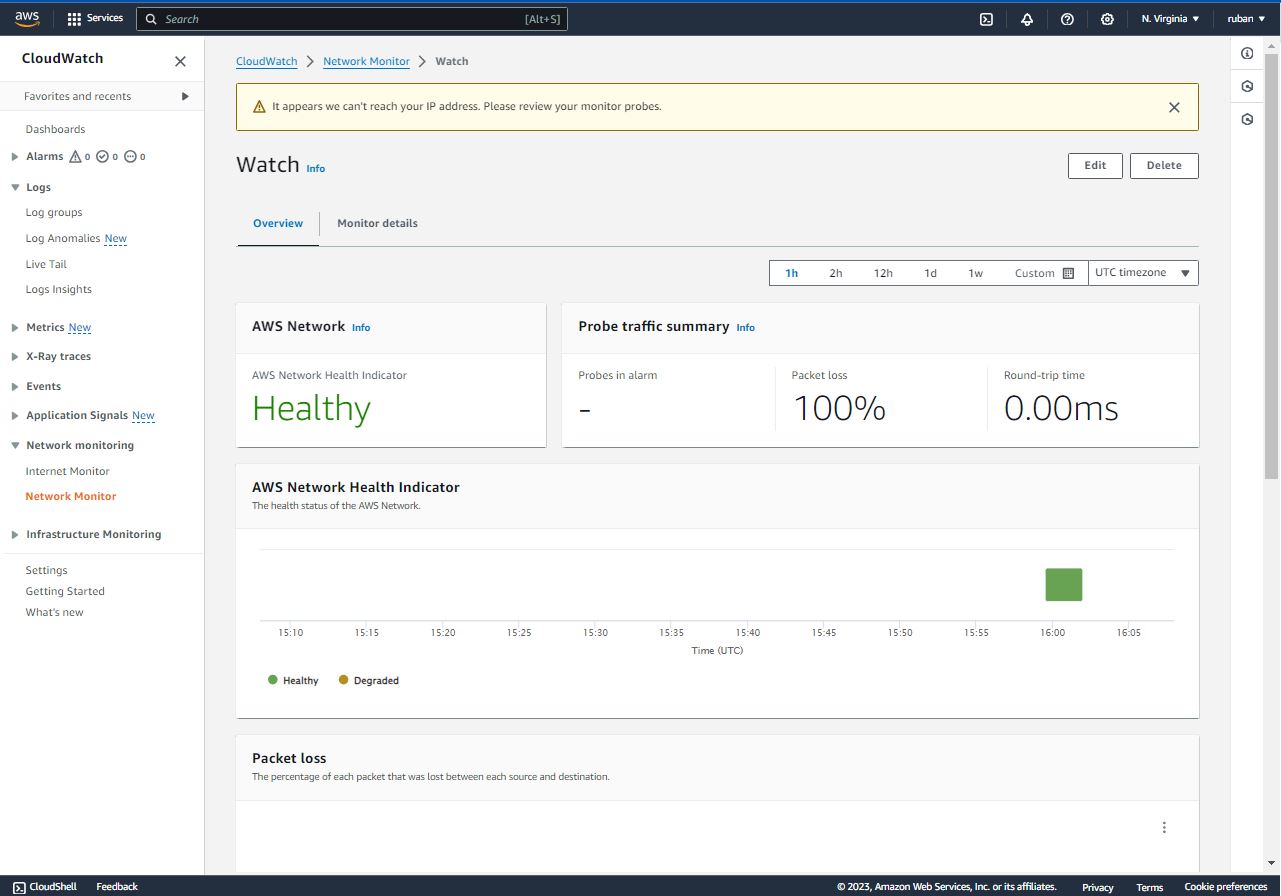 aws Services Search [Alt+S] N. Virginia ruban
CloudWatch
Favorites and recents
Dashboards
Alarms 0 0 0
Logs
Log groups
Log Anomalies New
Live Tail
Logs Insights
Metrics New
X-Ray traces
Events
Application Signals New
Network monitoring
Internet Monitor
Network Monitor
Infrastructure Monitoring
Settings
Getting Started
What's new
CloudWatch Network Monitor Watch
It appears we can't reach your IP address. Please review your monitor probes.
Watch Info Edit Delete
Overview Monitor details
1h 2h 12h 1d 1w Custom UTC timezone
AWS Network Info
AWS Network Health Indicator
Healthy
Probe traffic summary Info
Probes in alarm Packet loss Round-trip time
- 100% 0.00ms
AWS Network Health Indicator
The health status of the AWS Network.
15:10 15:15 15:20 15:25 15:30 15:35 15:40 15:45 15:50 15:55 16:00 16:05
Time (UTC)
Healthy Degraded
Packet loss
The percentage of each packet that was lost between each source and destination.
CloudShell Feedback © 2023, Amazon Web Services, Inc. or its affiliates. Privacy Terms Cookie preferences